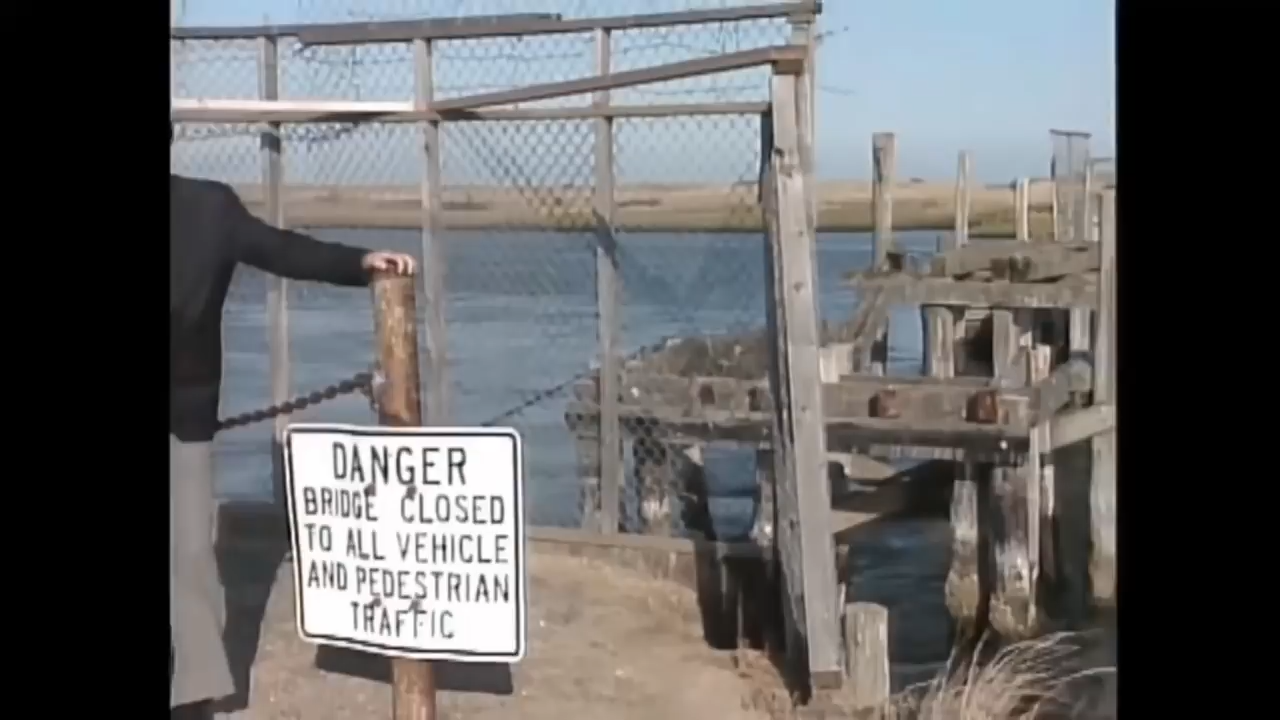 DANGER
BRIDGE CLOSED
TO ALL VEHICLE
AND PEDESTRIAN
TRAFFIC